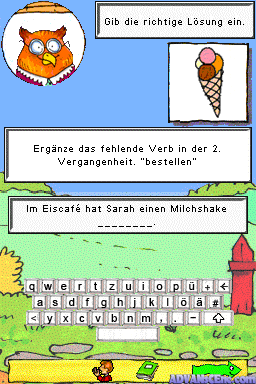 Gib die richtige Lösung ein.
Ergänze das fehlende Verb in der 2.
Vergangenheit. "bestellen"
Im Eiscafé hat Sarah einen Milchshake
________.
q w e r t z u i o p ü + ←
a s d f g h j k l ö ä #
< y x c v b n m , . - ⇧
ADVANSCENE.COM